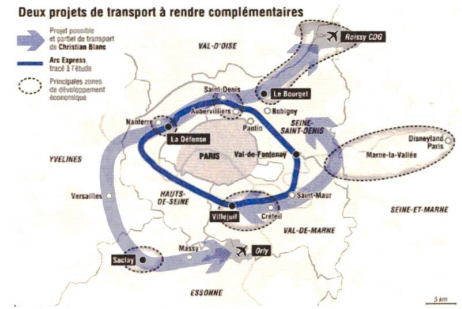 Deux projets de transport à rendre complémentaires
Projet possible
et partiel de transport
de Christian Blanc
Arc Express,
tracé à l'étude
Principales zones
de développement
économique
VAL-D'OISE
Roissy CDG
Saint-Denis
Le Bourget
Aubervilliers
Bobigny
Nanterre
Pantin
SEINE-
SAINT-DENIS
La Défense
Disneyland
Paris
PARIS
Val-de-Fontenay
Marne-la-Vallée
YVELINES
Versailles
HAUTS-
DE-SEINE
Saint-Maur
Villejuif
Créteil
SEINE-ET-MARNE
VAL-DE-MARNE
Massy
Orly
Saclay
ESSONNE
5 km